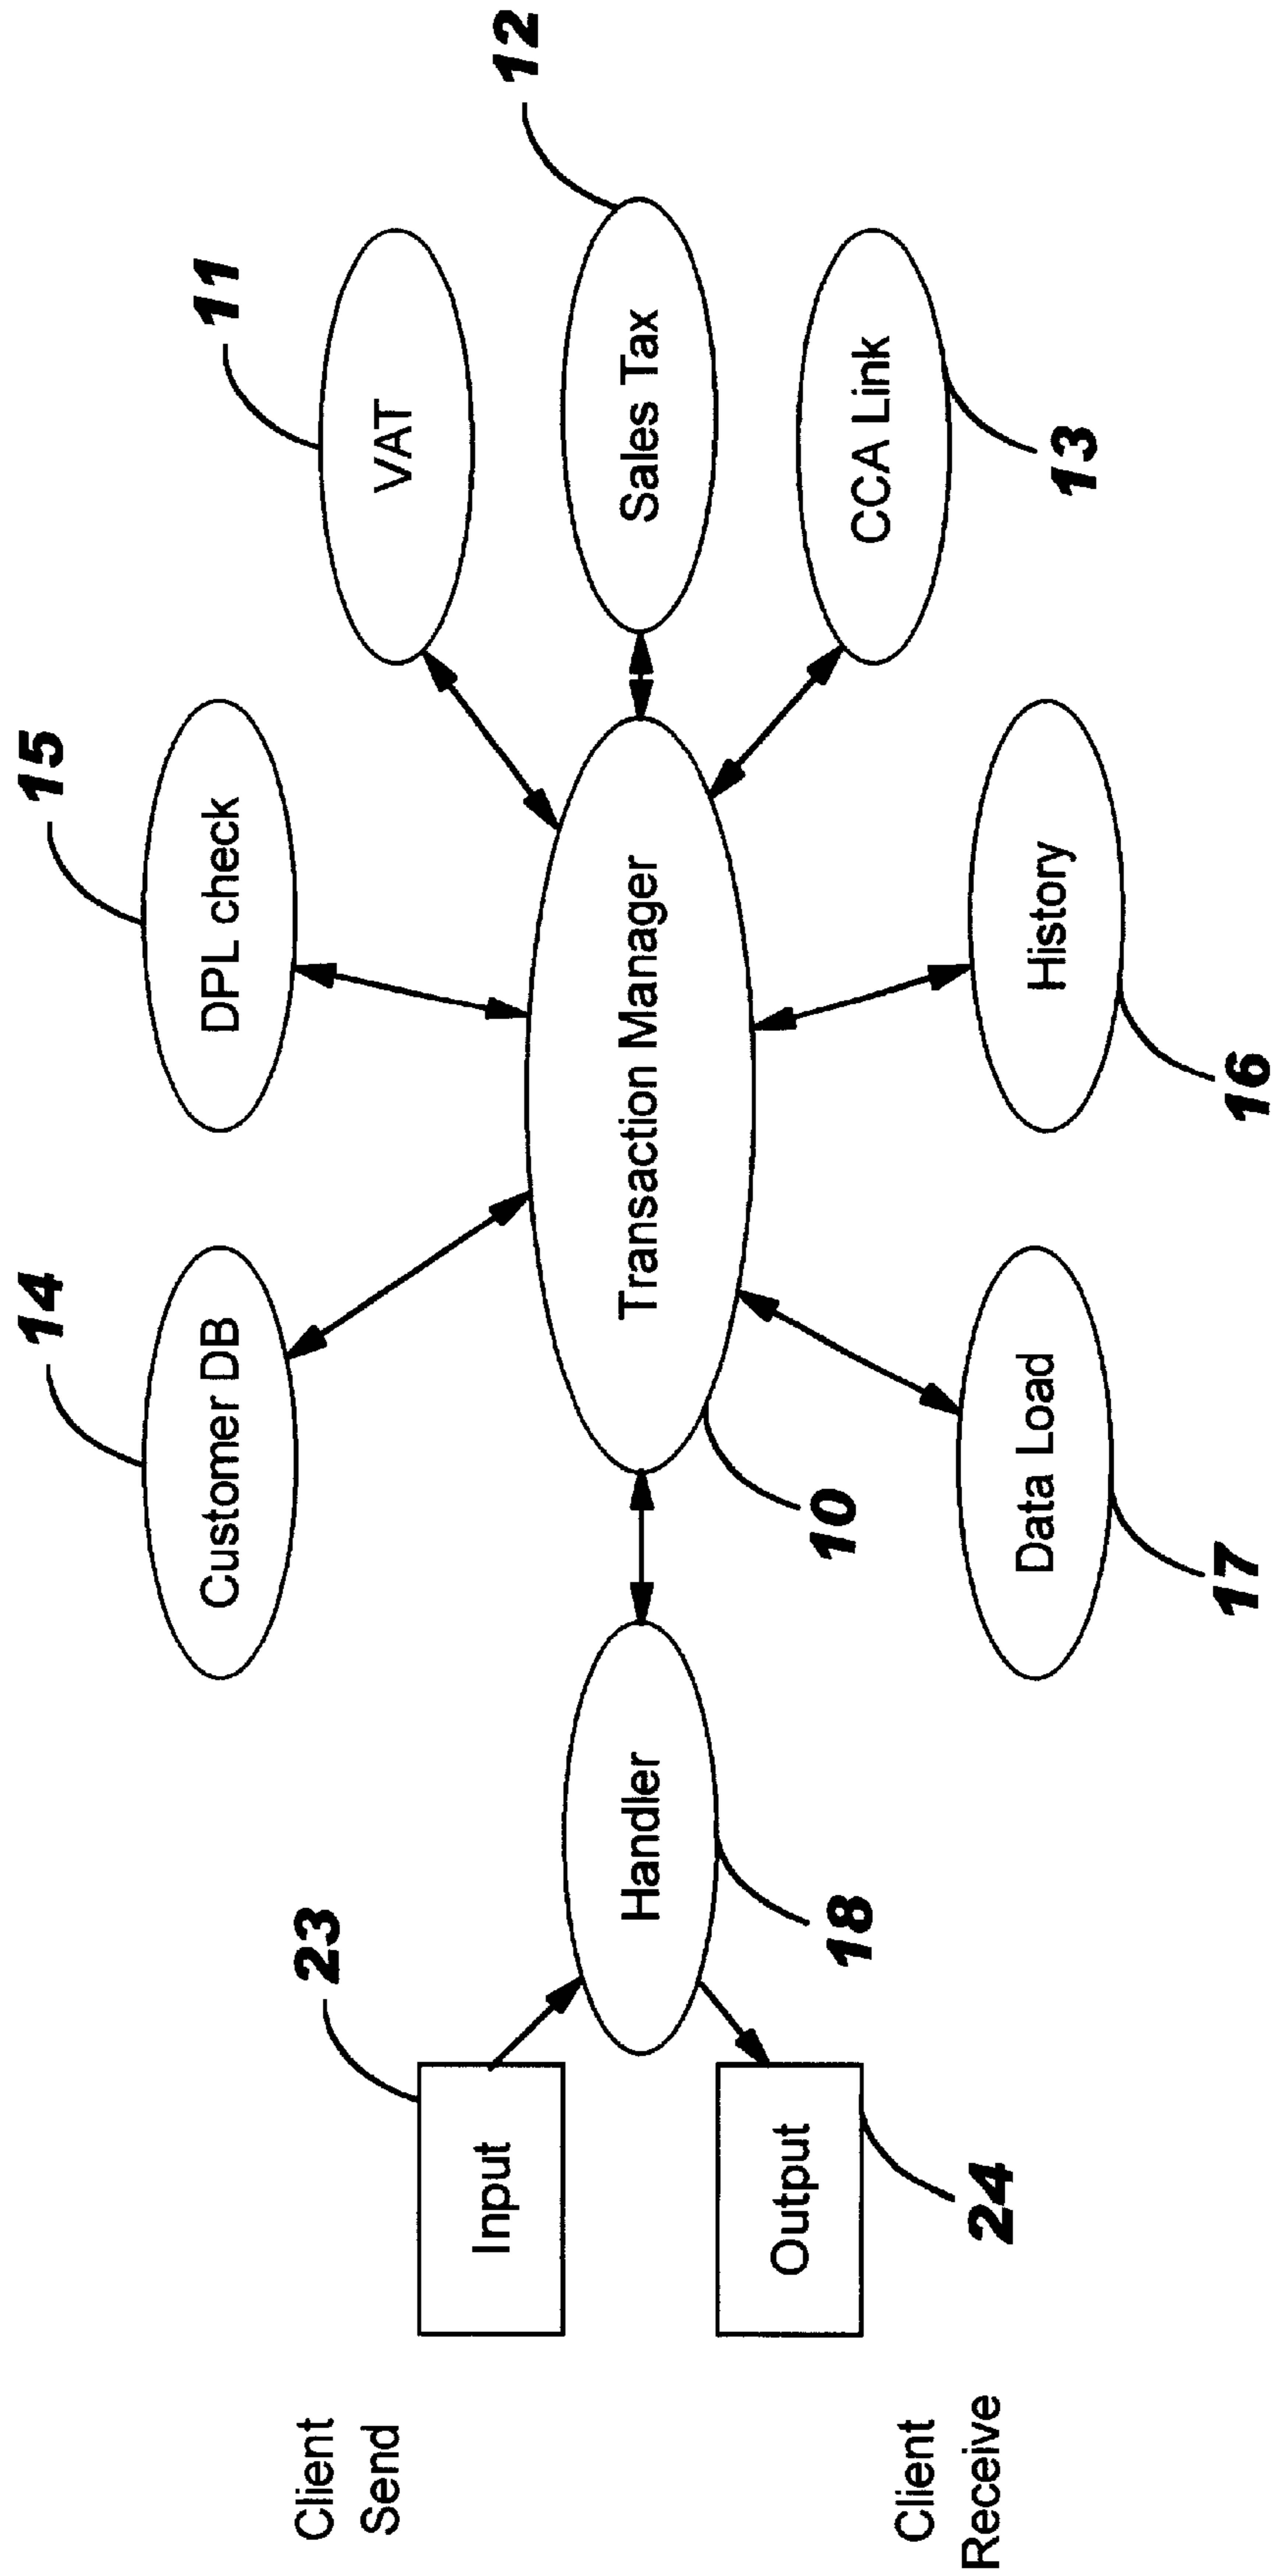 14
15
11
12
Customer DB
DPL check
VAT
Client
Send
23
Input
Handler
Transaction Manager
Sales Tax
Output
18
10
CCA Link
Client
Receive
24
Data Load
History
13
17
16